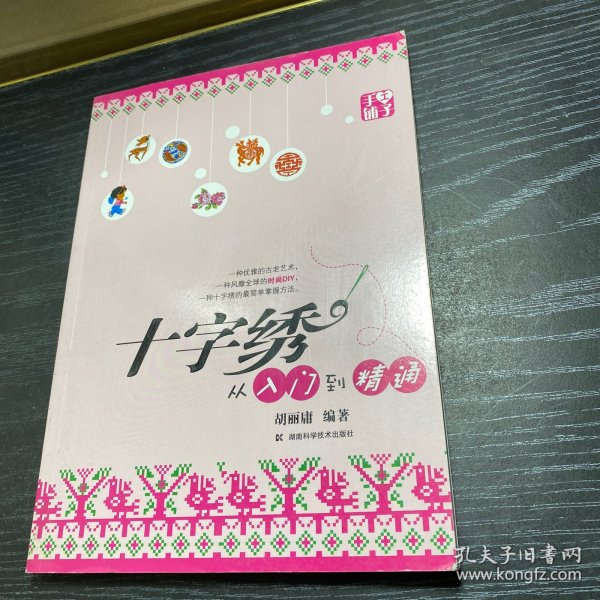 手工
铺子
一种优雅的古老艺术，
一种风靡全球的时尚DIY，
一种十字绣的最简单掌握方法。
十字绣
从入门到精通
胡丽庸 编著
湖南科学技术出版社
孔夫子旧书网
www.kongfz.com